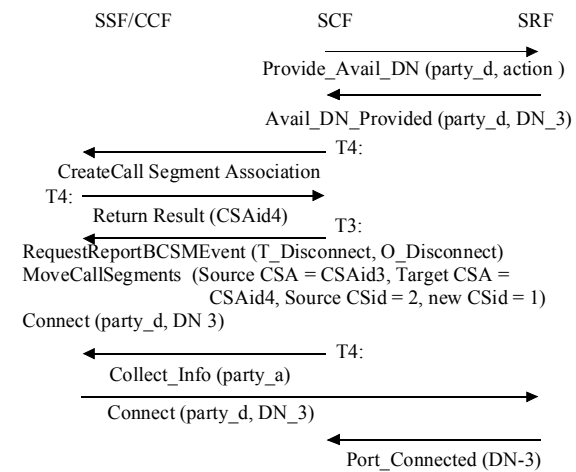 SSF/CCF SCF SRF
Provide_Avail_DN (party_d, action )
Avail_DN_Provided (party_d, DN_3)
T4:
CreateCall Segment Association
T4:
Return Result (CSAid4)
T3:
RequestReportBCSMEvent (T_Disconnect, O_Disconnect)
MoveCallSegments (Source CSA = CSAid3, Target CSA =
CSAid4, Source CSid = 2, new CSid = 1)
Connect (party_d, DN 3)
T4:
Collect_Info (party_a)
Connect (party_d, DN_3)
Port_Connected (DN-3)